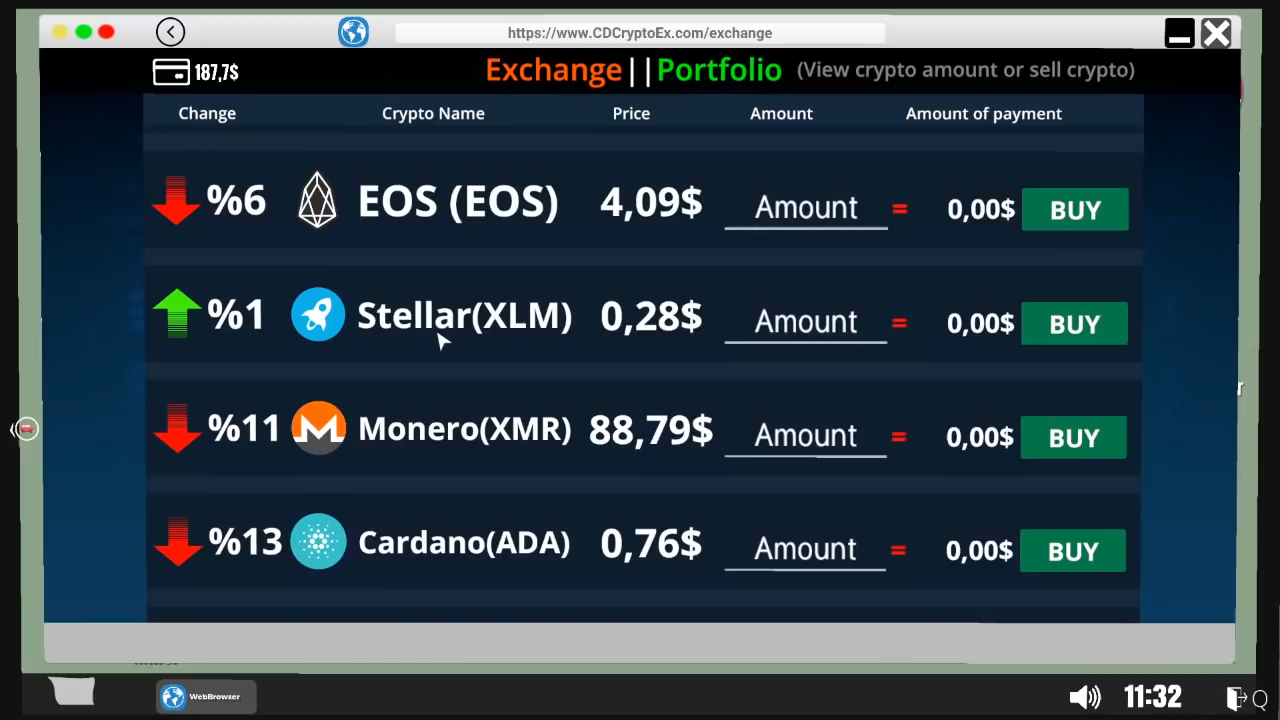 https://www.CDCryptoEx.com/exchange
187,7$ Exchange||Portfolio (View crypto amount or sell crypto)
Change Crypto Name Price Amount Amount of payment
%6 EOS (EOS) 4,09$ Amount = 0,00$ BUY
%1 Stellar(XLM) 0,28$ Amount = 0,00$ BUY
%11 Monero(XMR) 88,79$ Amount = 0,00$ BUY
%13 Cardano(ADA) 0,76$ Amount = 0,00$ BUY
WebBrowser 11:32 Q